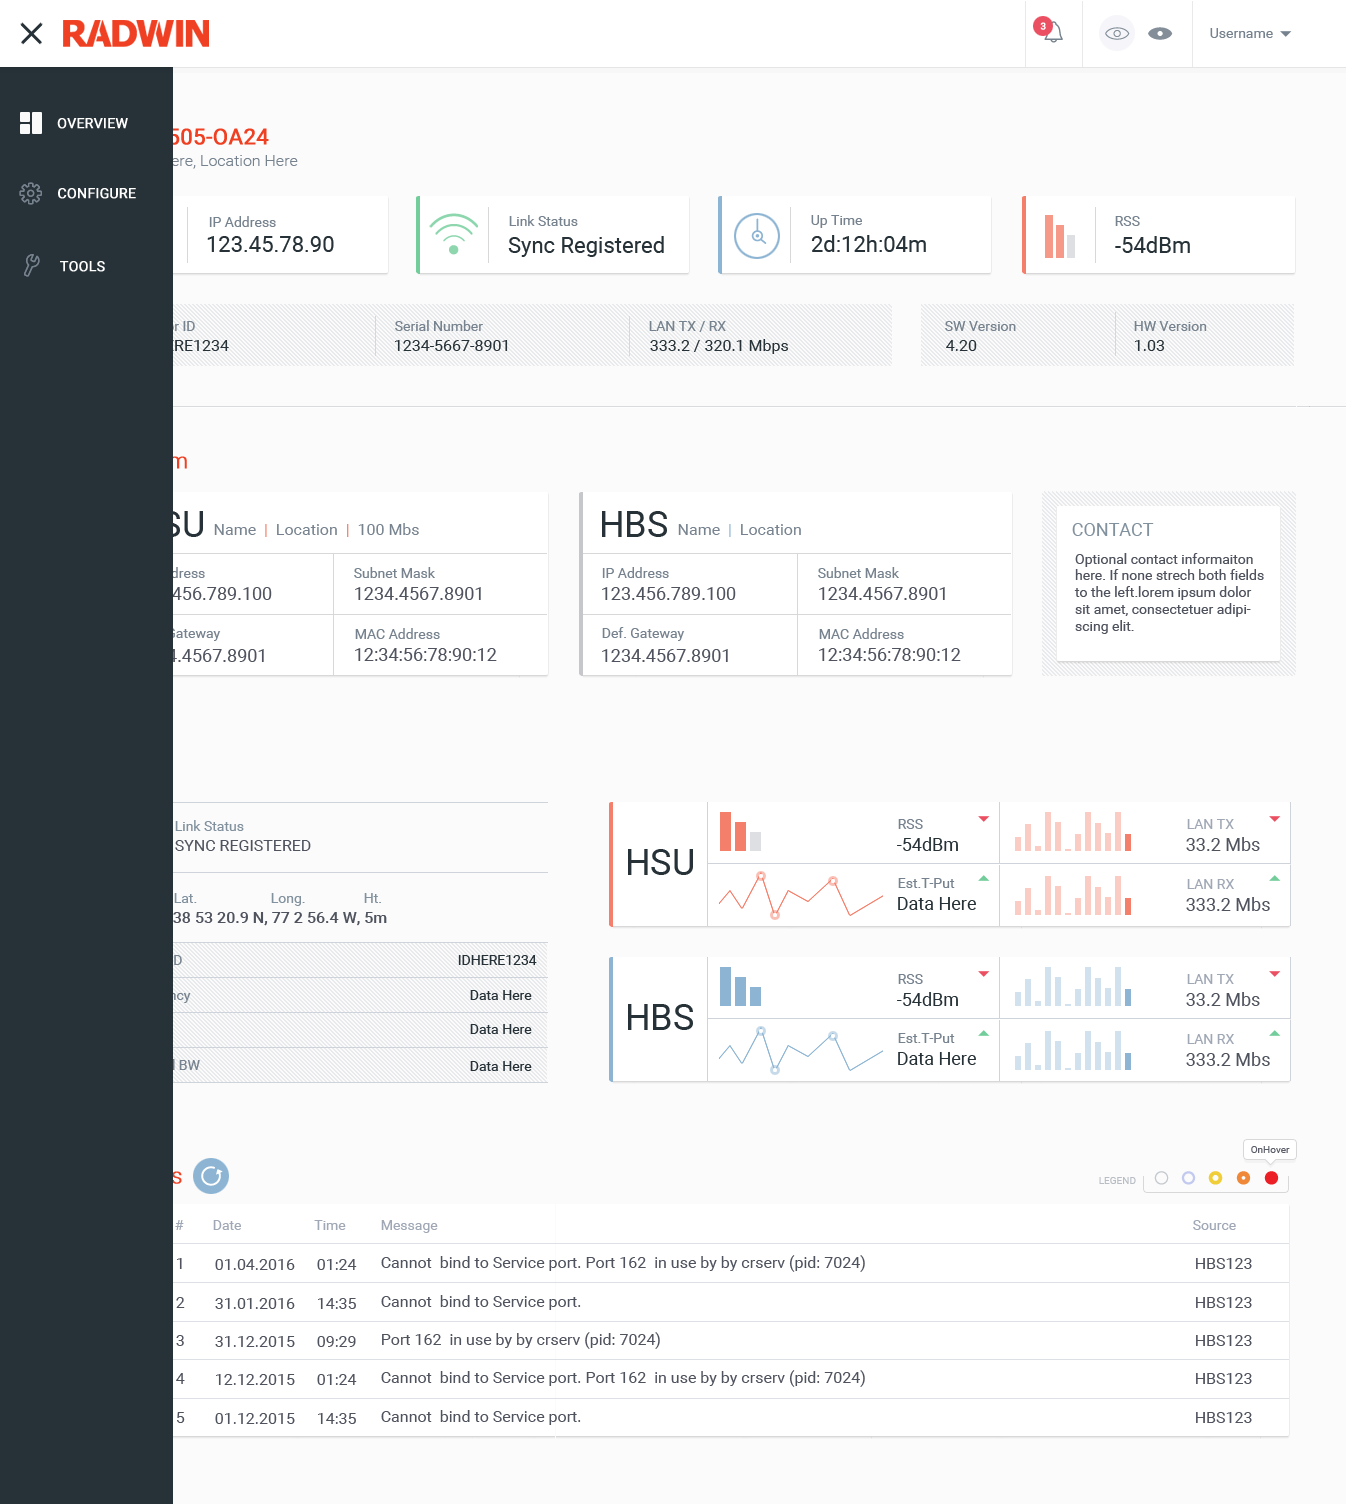 RADWIN
3
Username
OVERVIEW
CONFIGURE
TOOLS
505-OA24
ere, Location Here
IP Address
123.45.78.90
Link Status
Sync Registered
Up Time
2d:12h:04m
RSS
-54dBm
r ID
RE1234
Serial Number
1234-5667-8901
LAN TX / RX
333.2 / 320.1 Mbps
SW Version
4.20
HW Version
1.03
m
SU Name | Location | 100 Mbs
dress
456.789.100
Subnet Mask
1234.4567.8901
Gateway
4.4567.8901
MAC Address
12:34:56:78:90:12
HBS Name | Location
IP Address
123.456.789.100
Subnet Mask
1234.4567.8901
Def. Gateway
1234.4567.8901
MAC Address
12:34:56:78:90:12
CONTACT
Optional contact informaiton
here. If none strech both fields
to the left.lorem ipsum dolor
sit amet, consectetuer adipi-
scing elit.
Link Status
SYNC REGISTERED
Lat. Long. Ht.
38 53 20.9 N, 77 2 56.4 W, 5m
D IDHERE1234
ncy Data Here
Data Here
d BW Data Here
HSU
RSS
-54dBm
LAN TX
33.2 Mbs
Est.T-Put
Data Here
LAN RX
333.2 Mbs
HBS
RSS
-54dBm
LAN TX
33.2 Mbs
Est.T-Put
Data Here
LAN RX
333.2 Mbs
s
OnHover
LEGEND
# Date Time Message Source
1 01.04.2016 01:24 Cannot  bind to Service port. Port 162  in use by by crserv (pid: 7024) HBS123
2 31.01.2016 14:35 Cannot  bind to Service port. HBS123
3 31.12.2015 09:29 Port 162  in use by by crserv (pid: 7024) HBS123
4 12.12.2015 01:24 Cannot  bind to Service port. Port 162  in use by by crserv (pid: 7024) HBS123
5 01.12.2015 14:35 Cannot  bind to Service port. HBS123